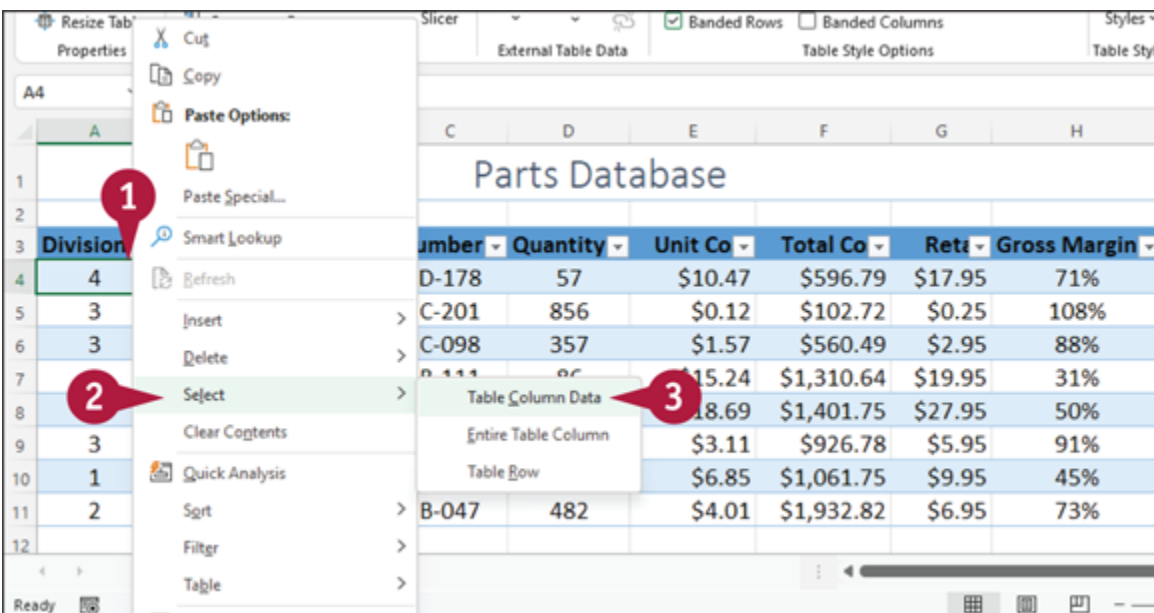 Resize Tab
Slicer
Banded Rows
Banded Columns
Styles
Properties
External Table Data
Table Style Options
Table Sty
A4
Cut
Copy
Paste Options:
Paste Special...
Smart Lookup
Refresh
Insert
Delete
Select
Clear Contents
Quick Analysis
Sort
Filter
Table
Table Column Data
Entire Table Column
Table Row
1
2
3
A C D E F G H
1 Parts Database
2
3 Division umber Quantity Unit Co Total Co Reta Gross Margin
4 4 D-178 57 $10.47 $596.79 $17.95 71%
5 3 C-201 856 $0.12 $102.72 $0.25 108%
6 3 C-098 357 $1.57 $560.49 $2.95 88%
7 $15.24 $1,310.64 $19.95 31%
8 18.69 $1,401.75 $27.95 50%
9 3 $3.11 $926.78 $5.95 91%
10 1 $6.85 $1,061.75 $9.95 45%
11 2 B-047 482 $4.01 $1,932.82 $6.95 73%
12
Ready